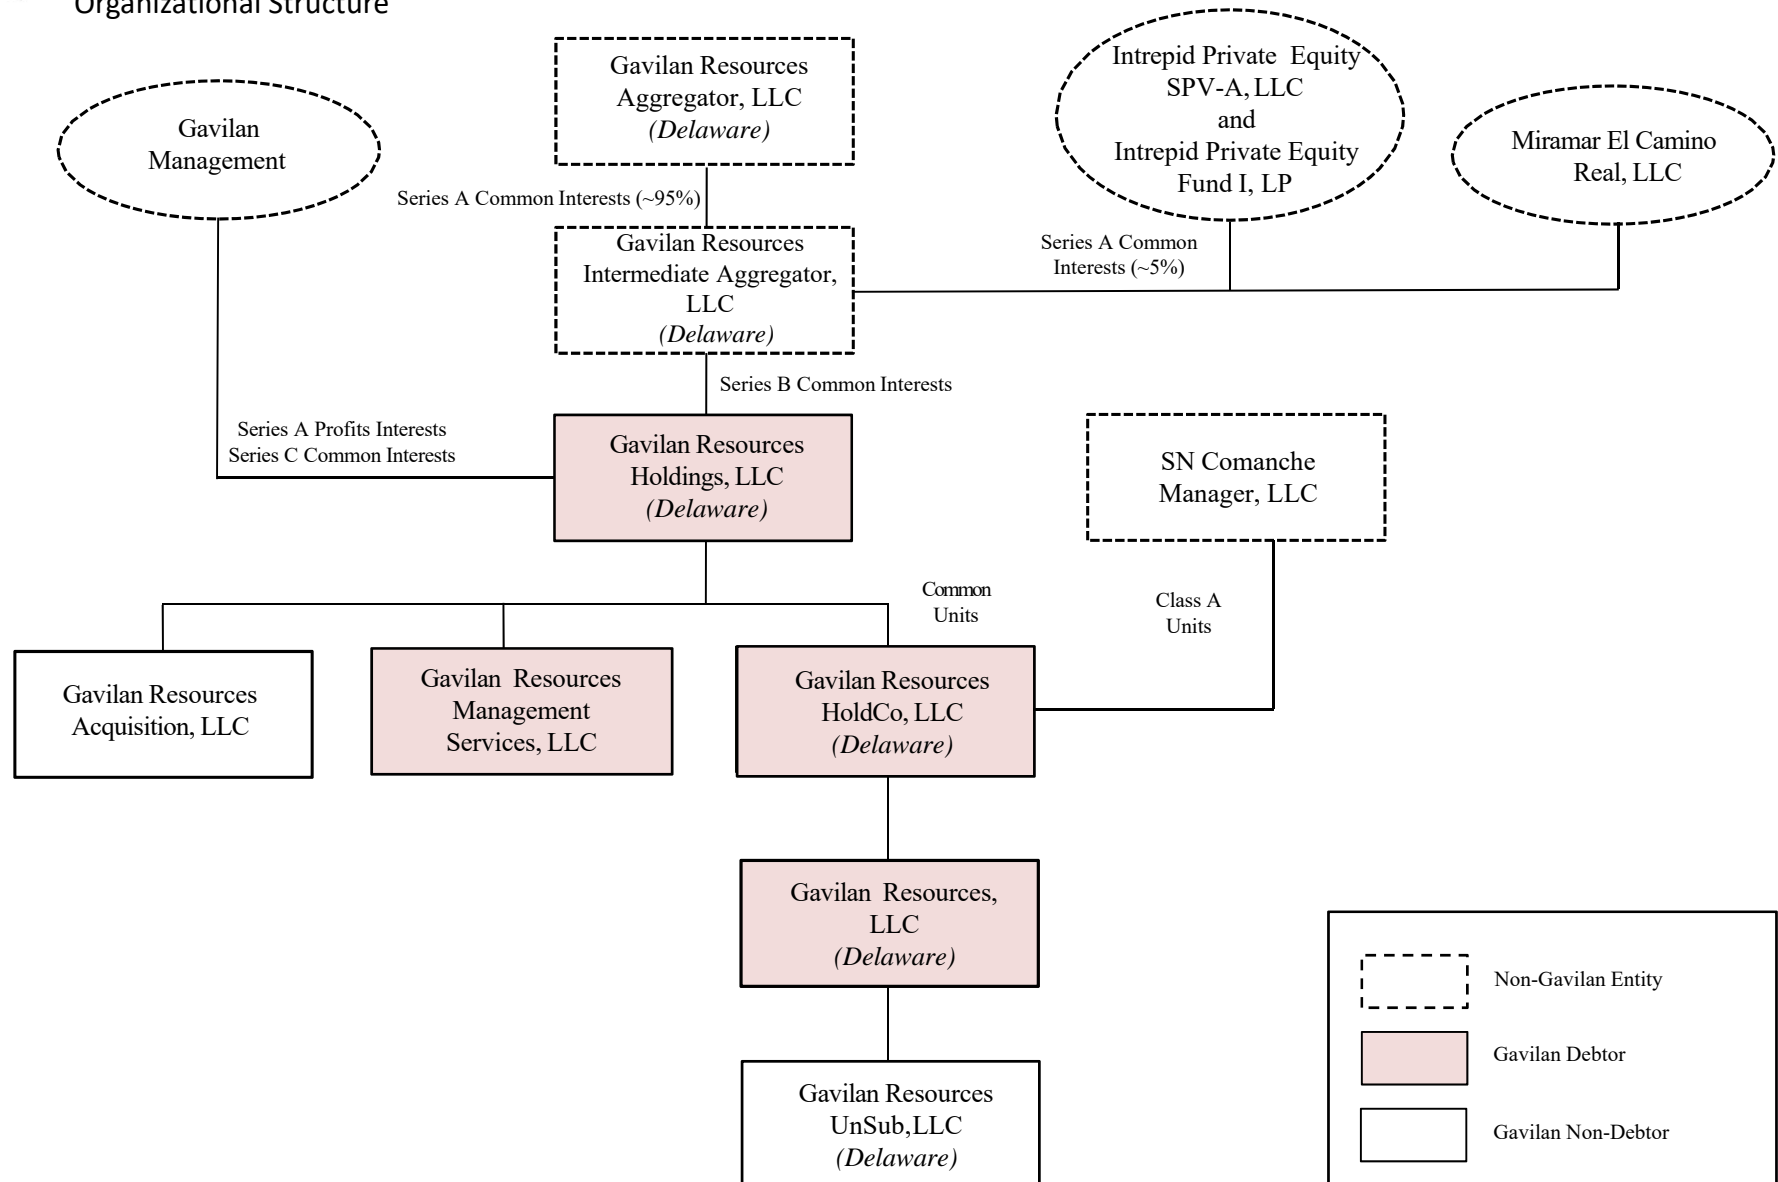 Organizational Structure
Gavilan
Management
Gavilan Resources
Aggregator, LLC
(Delaware)
Intrepid Private Equity
SPV-A, LLC
and
Intrepid Private Equity
Fund I, LP
Miramar El Camino
Real, LLC
Series A Common Interests (~95%)
Series A Common
Interests (~5%)
Gavilan Resources
Intermediate Aggregator,
LLC
(Delaware)
Series B Common Interests
Series A Profits Interests
Series C Common Interests
Gavilan Resources
Holdings, LLC
(Delaware)
SN Comanche
Manager, LLC
Common
Units
Class A
Units
Gavilan Resources
Acquisition, LLC
Gavilan Resources
Management
Services, LLC
Gavilan Resources
HoldCo, LLC
(Delaware)
Gavilan Resources,
LLC
(Delaware)
Gavilan Resources
UnSub, LLC
(Delaware)
Non-Gavilan Entity
Gavilan Debtor
Gavilan Non-Debtor